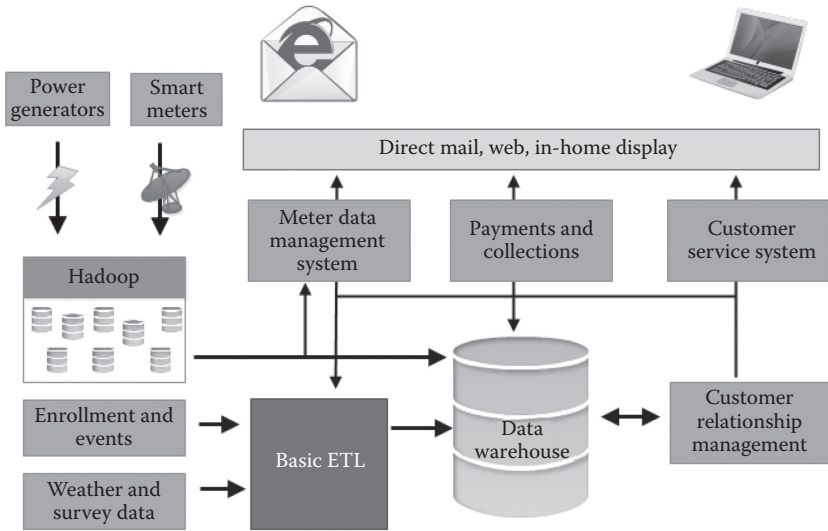 Power
generators
Smart
meters
Direct mail, web, in-home display
Meter data
management
system
Payments and
collections
Customer
service system
Hadoop
Enrollment and
events
Basic ETL
Data
warehouse
Customer
relationship
management
Weather and
survey data